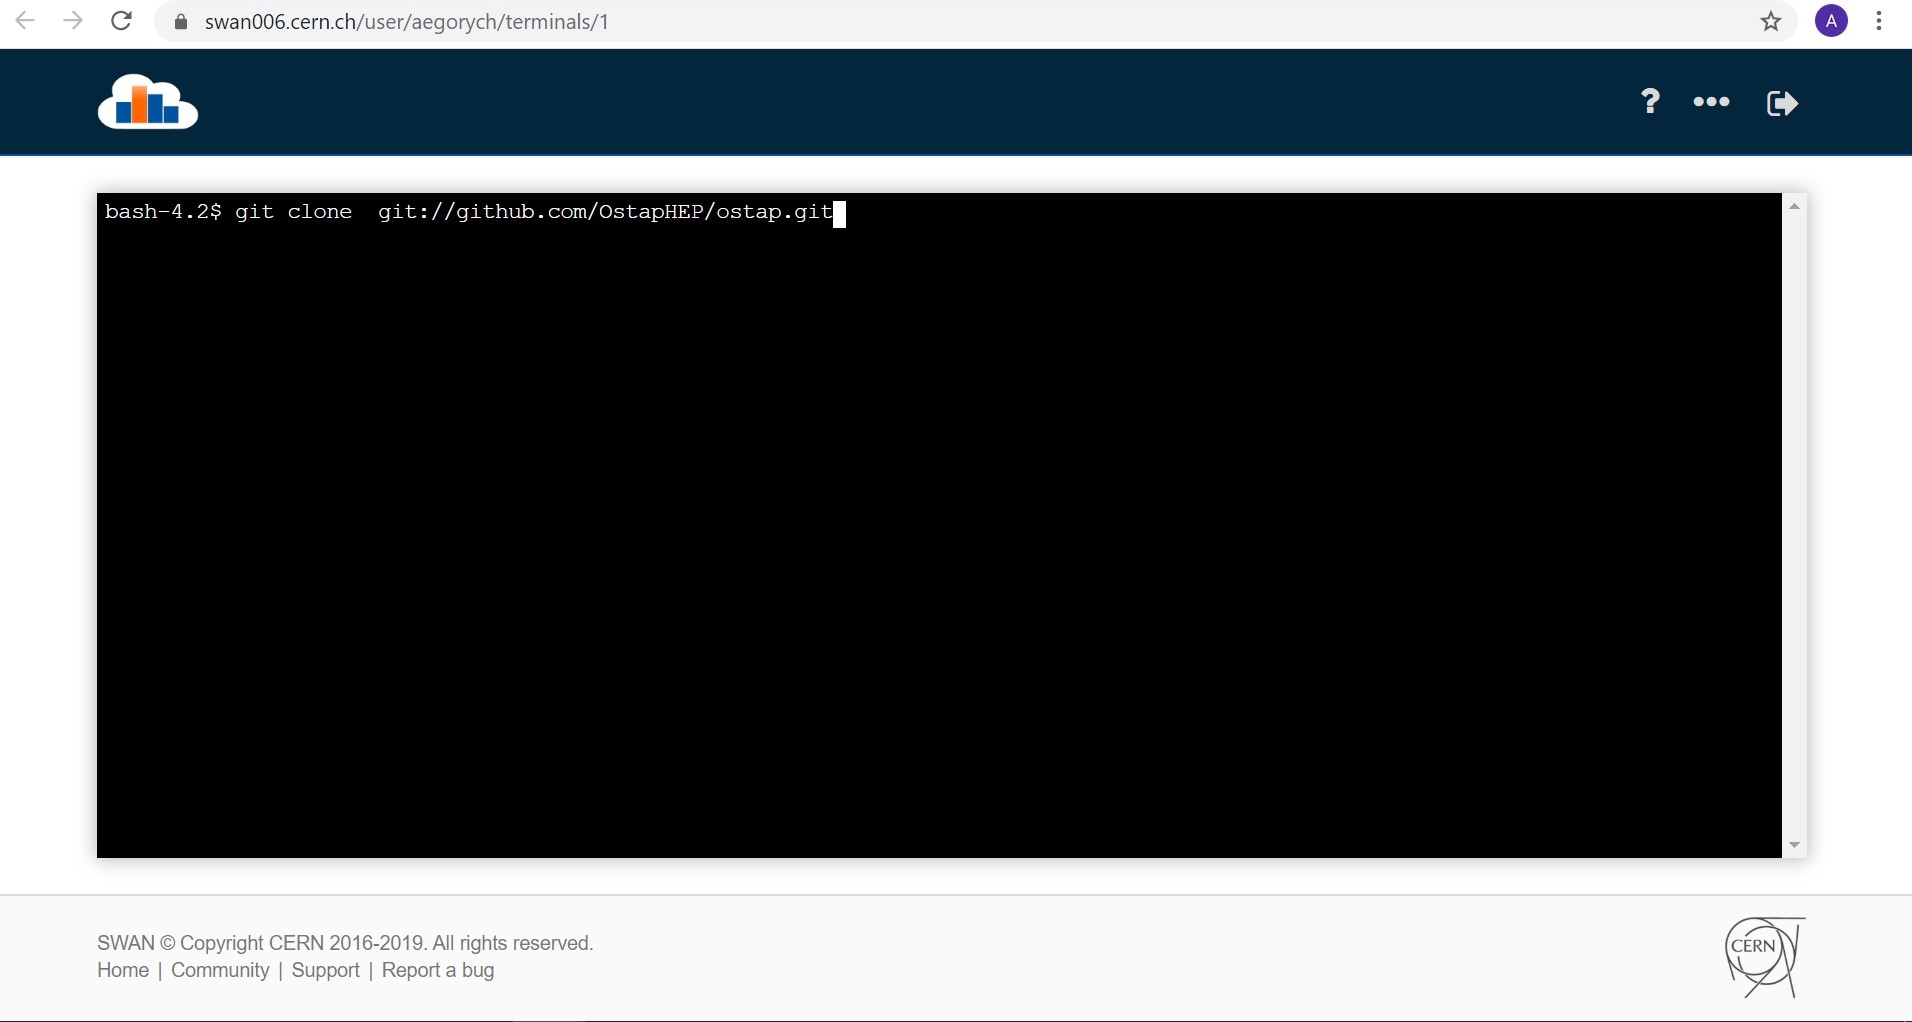 swan006.cern.ch/user/aegorych/terminals/1
A
?
bash-4.2$ git clone  git://github.com/OstapHEP/ostap.git
SWAN © Copyright CERN 2016-2019. All rights reserved.
Home | Community | Support | Report a bug
CERN